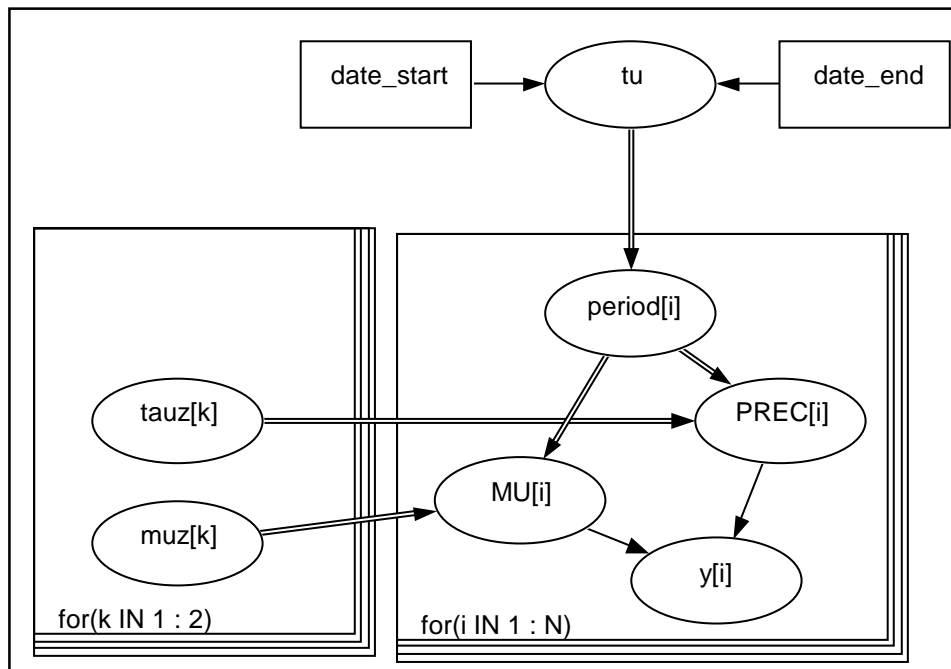 date_start
tu
date_end
period[i]
tauz[k]
PREC[i]
MU[i]
muz[k]
y[i]
for(k IN 1 : 2)
for(i IN 1 : N)